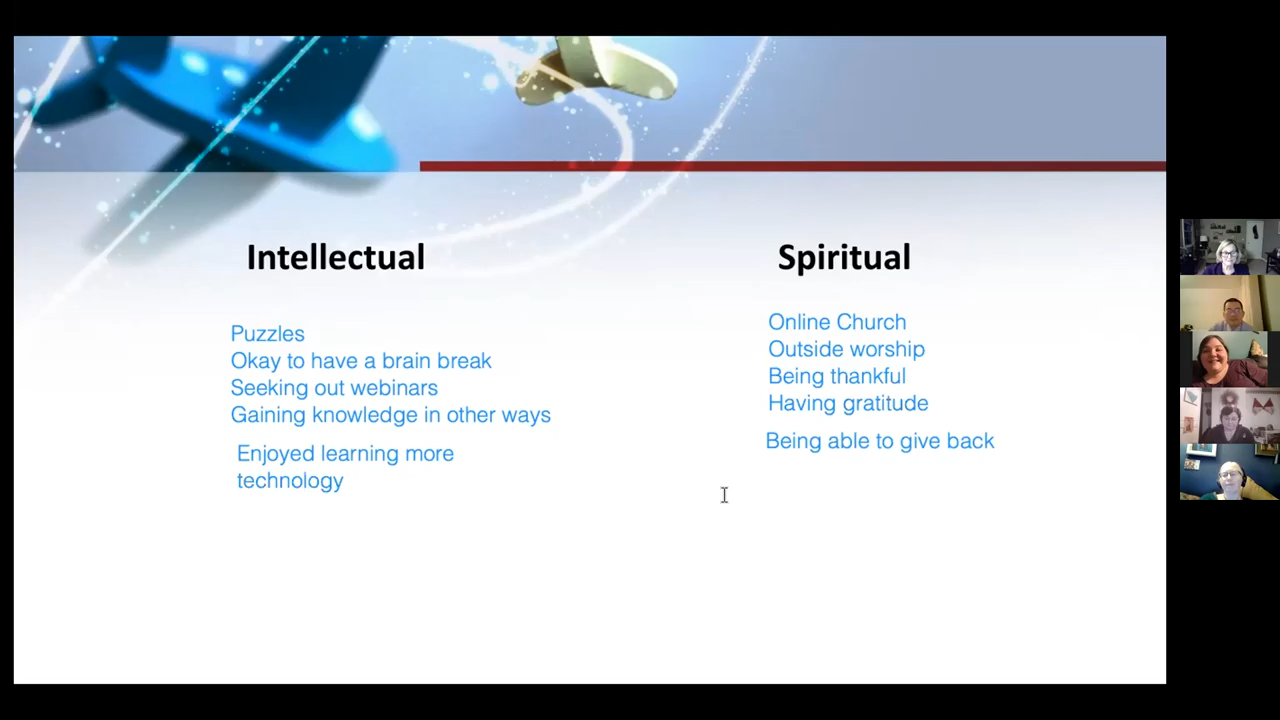 Intellectual
Puzzles
Okay to have a brain break
Seeking out webinars
Gaining knowledge in other ways
Enjoyed learning more
technology
Spiritual
Online Church
Outside worship
Being thankful
Having gratitude
Being able to give back